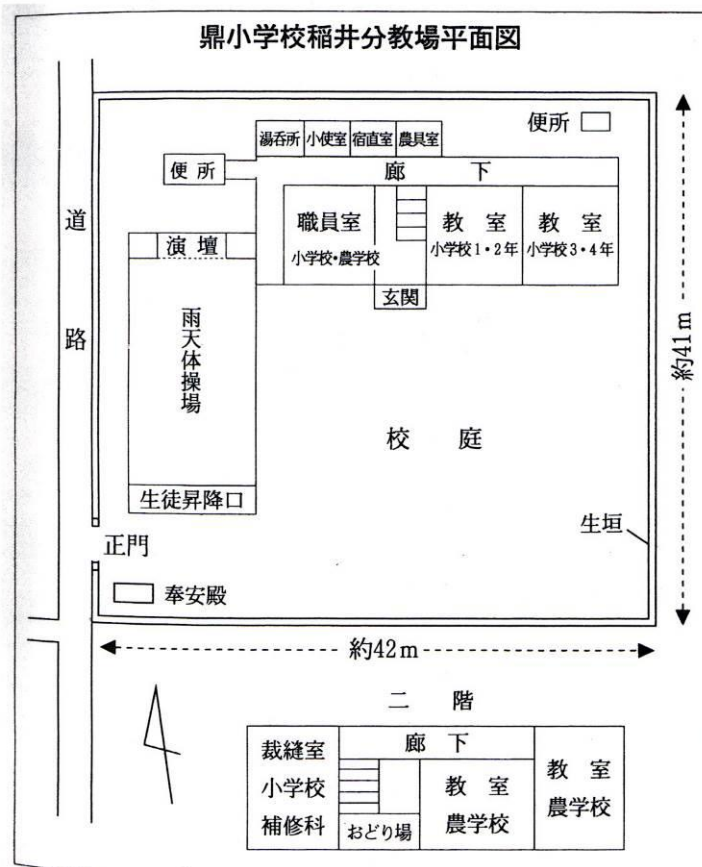 鼎小学校稲井分教場平面図
便所
湯呑所
小使室
宿直室
農具室
便所
廊下
道路
職員室
小学校・農学校
教室
小学校1・2年
教室
小学校3・4年
演壇
玄関
雨天体操場
約41m
校庭
生徒昇降口
正門
生垣
奉安殿
約42m
二階
裁縫室
小学校
補修科
廊下
教室
農学校
教室
農学校
おどり場